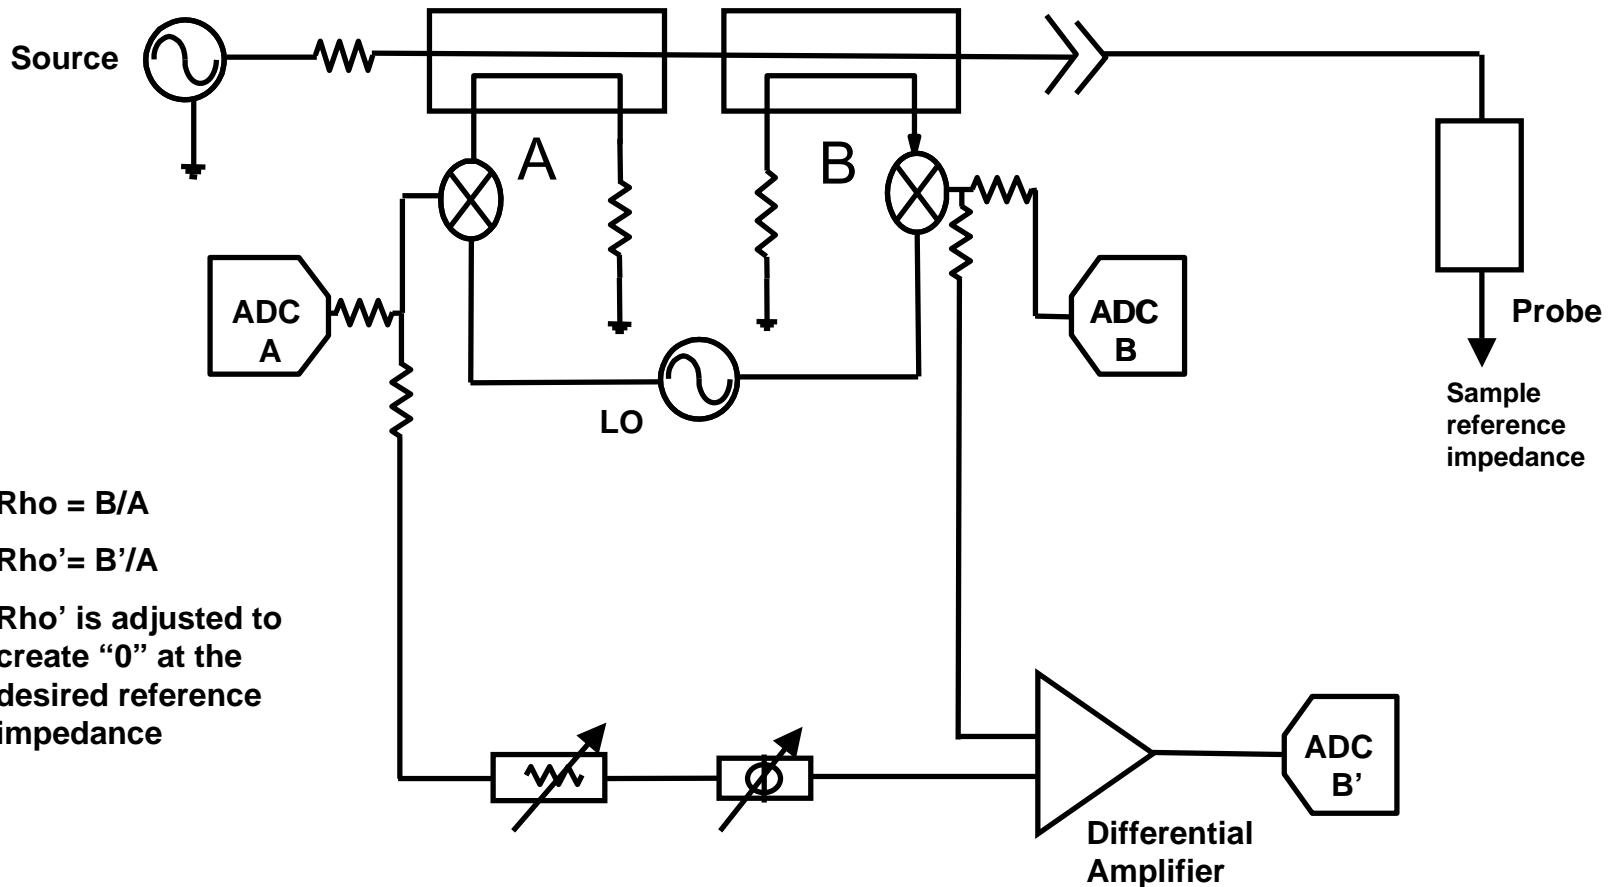 Source
A
B
ADC
A
ADC
B
LO
Probe
Sample
reference
impedance
Rho = B/A
Rho’= B’/A
Rho’ is adjusted to
create “0” at the
desired reference
impedance
ADC
B’
Differential
Amplifier